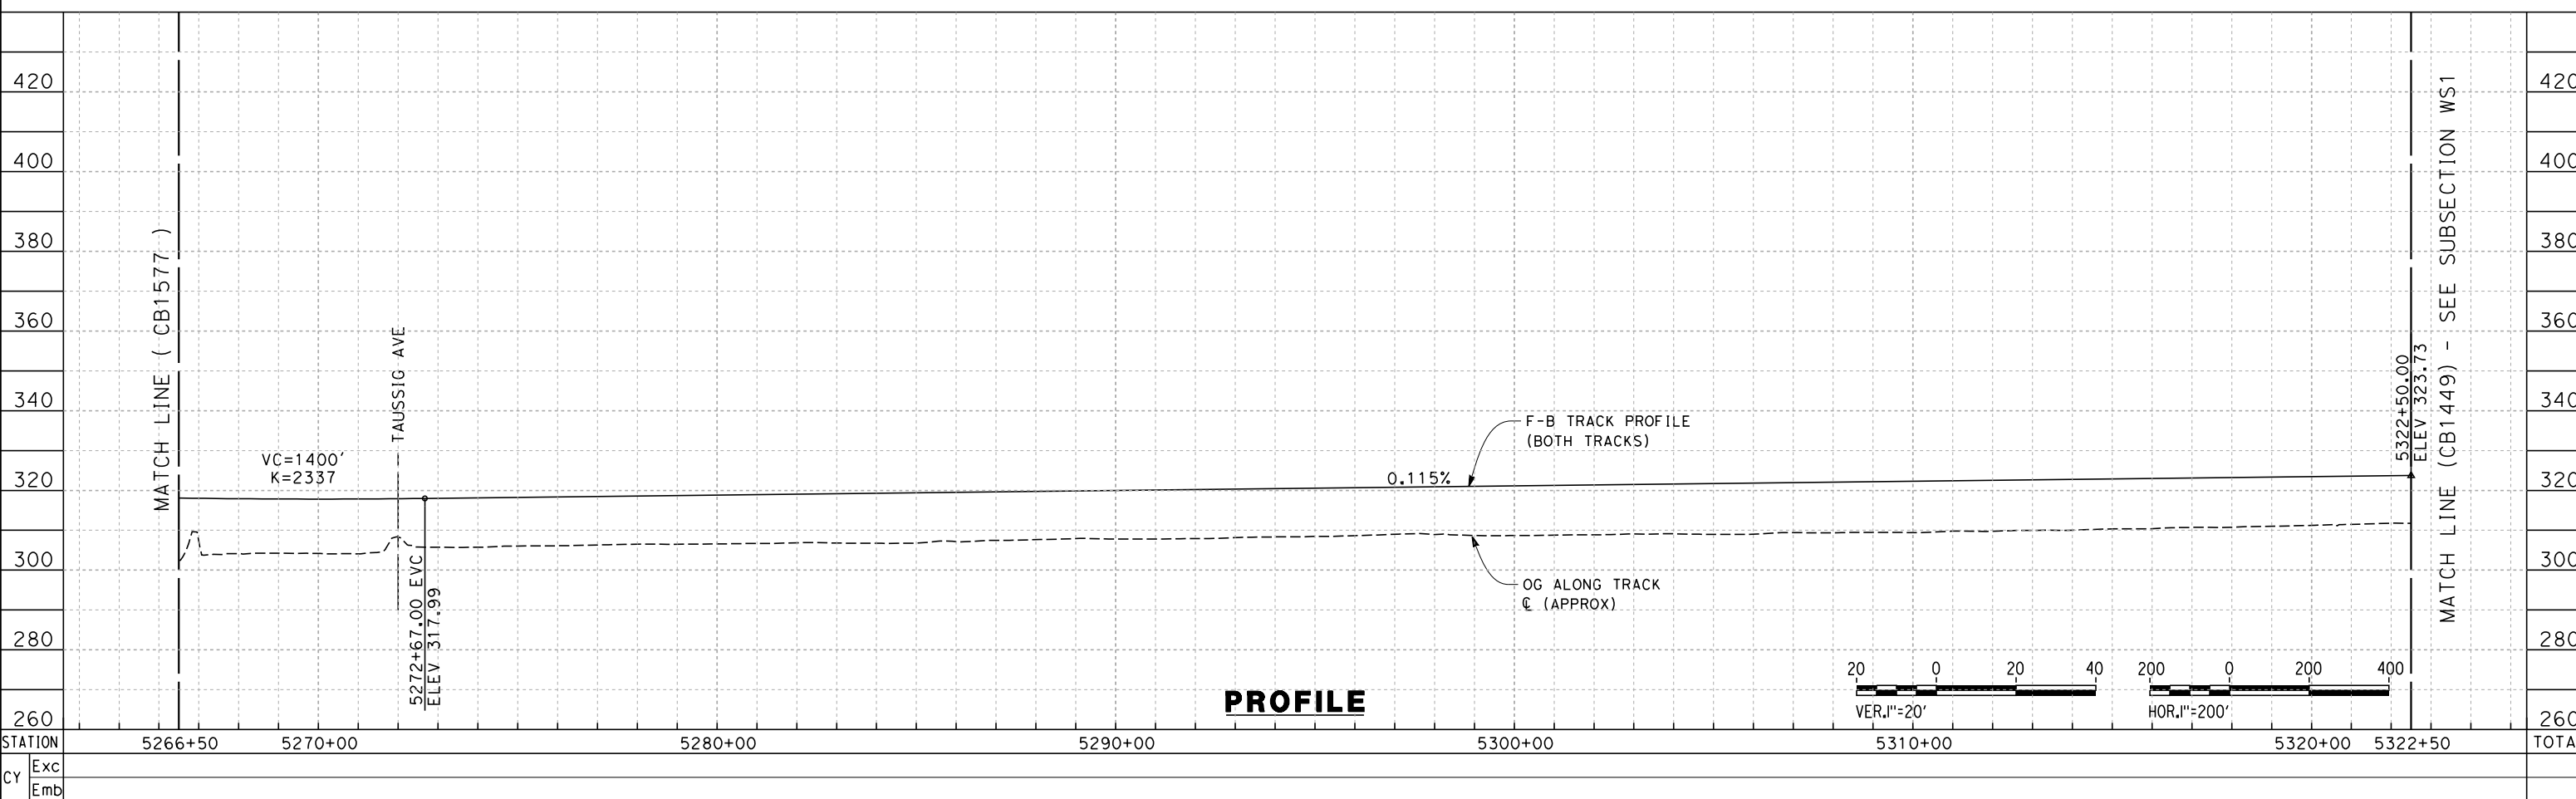 420
400
380
360
340
320
300
280
260
MATCH LINE ( CB1577 )
VC=1400'
K=2337
TAUSSIG AVE
5272+67.00 EVC
ELEV 317.99
0.115%
F-B TRACK PROFILE
(BOTH TRACKS)
OG ALONG TRACK
℄ (APPROX)
5322+50.00
ELEV 323.73
MATCH LINE (CB1449) - SEE SUBSECTION WS1
420
400
380
360
340
320
300
280
260
PROFILE
20 0 20 40
VER.1"=20'
200 0 200 400
HOR.1"=200'
STATION 5266+50 5270+00 5280+00 5290+00 5300+00 5310+00 5320+00 5322+50 TOTA
CY Exc
Emb